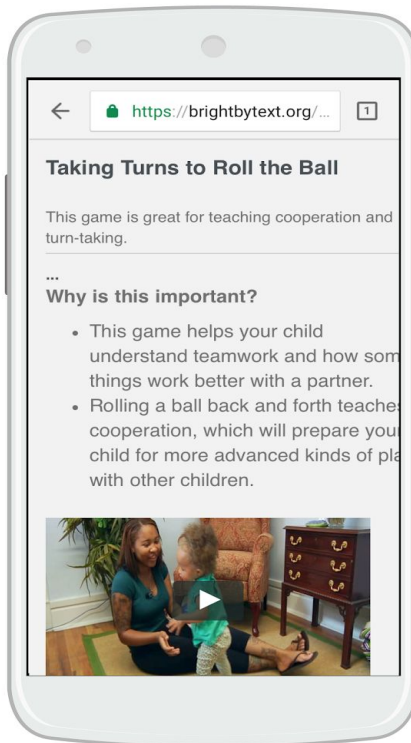 https://brightbytext.org/...
1
Taking Turns to Roll the Ball
This game is great for teaching cooperation and
turn-taking.
...
Why is this important?
• This game helps your child
understand teamwork and how som
things work better with a partner.
• Rolling a ball back and forth teaches
cooperation, which will prepare your
child for more advanced kinds of pla
with other children.